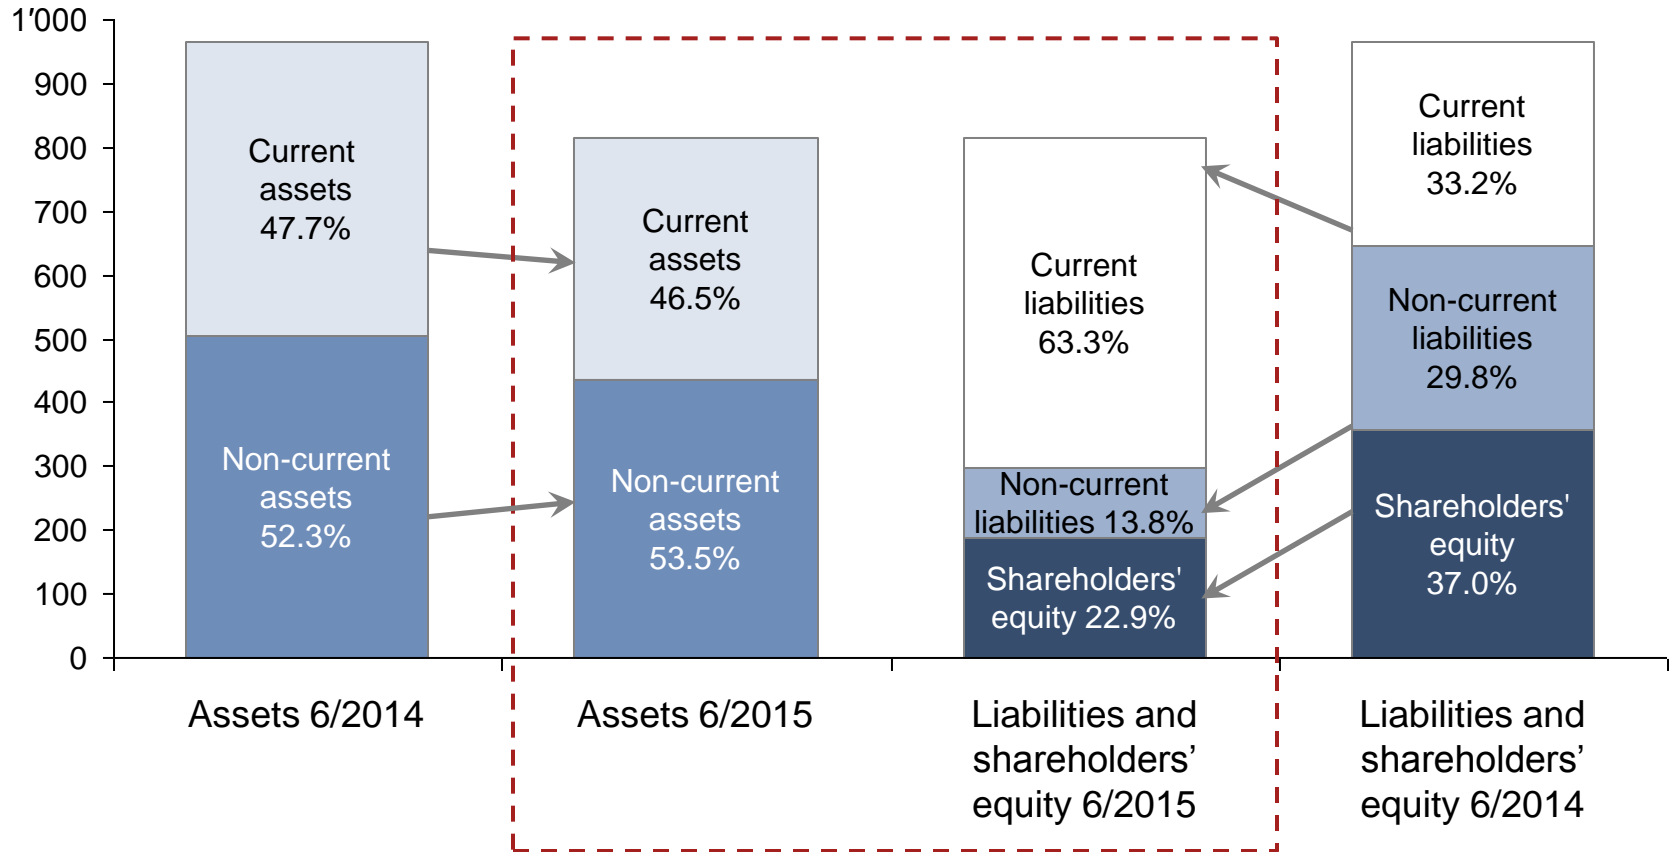 1'000
900
800
700
600
500
400
300
200
100
0
Current
assets
47.7%
Non-current
assets
52.3%
Current
assets
46.5%
Non-current
assets
53.5%
Current
liabilities
63.3%
Non-current
liabilities 13.8%
Shareholders'
equity 22.9%
Current
liabilities
33.2%
Non-current
liabilities
29.8%
Shareholders'
equity
37.0%
Assets 6/2014
Assets 6/2015
Liabilities and
shareholders’
equity 6/2015
Liabilities and
shareholders’
equity 6/2014